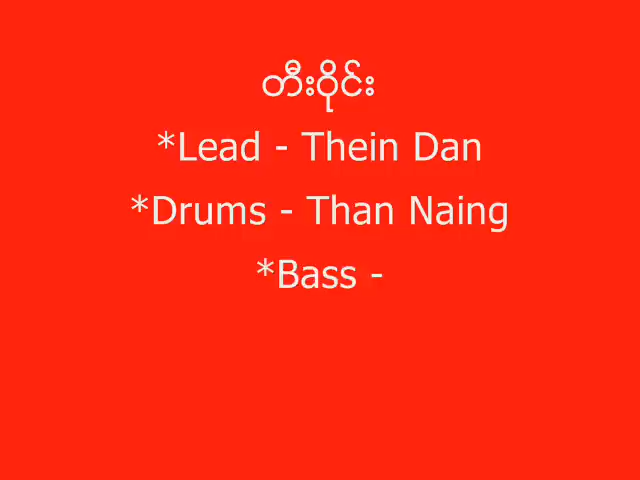 တီးဝိုင်း
*Lead - Thein Dan
*Drums - Than Naing
*Bass -